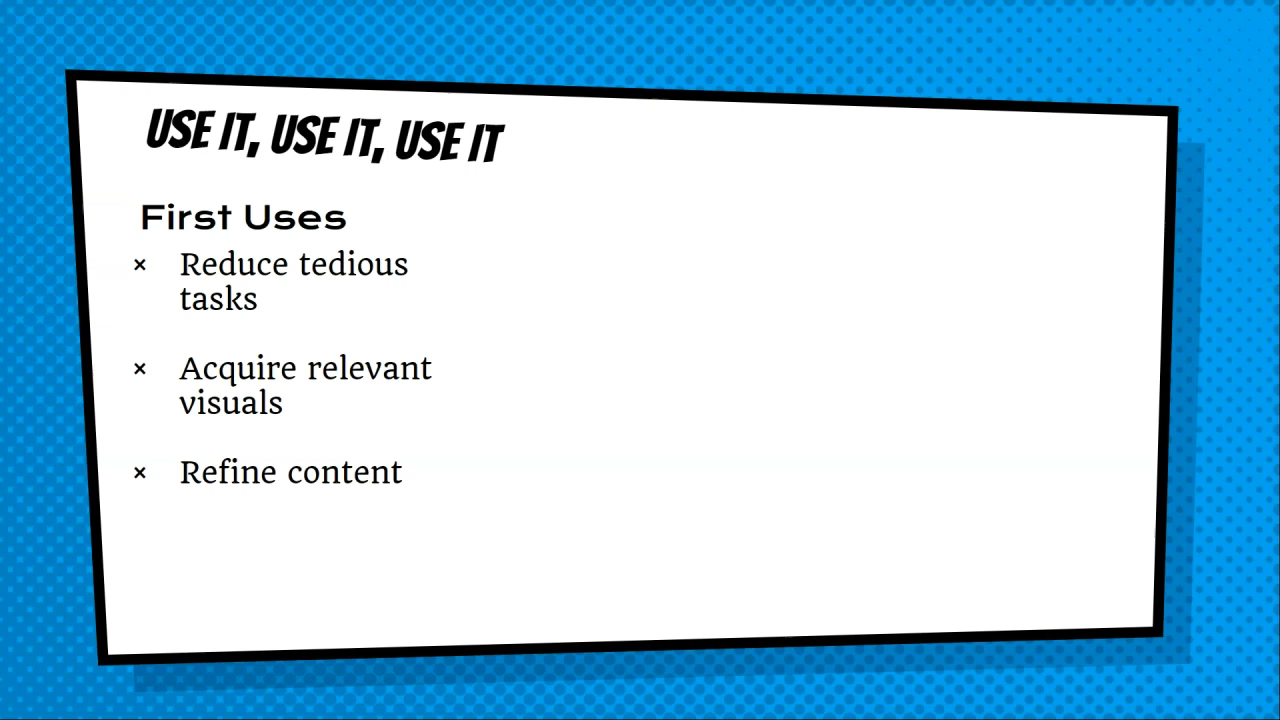 USE IT, USE IT, USE IT
First Uses
× Reduce tedious
tasks
× Acquire relevant
visuals
× Refine content